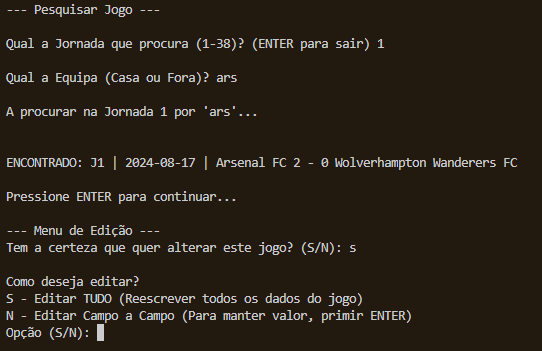 --- Pesquisar Jogo ---
Qual a Jornada que procura (1-38)? (ENTER para sair) 1
Qual a Equipa (Casa ou Fora)? ars
A procurar na Jornada 1 por 'ars'...
ENCONTRADO: J1 | 2024-08-17 | Arsenal FC 2 - 0 Wolverhampton Wanderers FC
Pressione ENTER para continuar...
--- Menu de Edição ---
Tem a certeza que quer alterar este jogo? (S/N): s
Como deseja editar?
S - Editar TUDO (Reescrever todos os dados do jogo)
N - Editar Campo a Campo (Para manter valor, primir ENTER)
Opção (S/N):